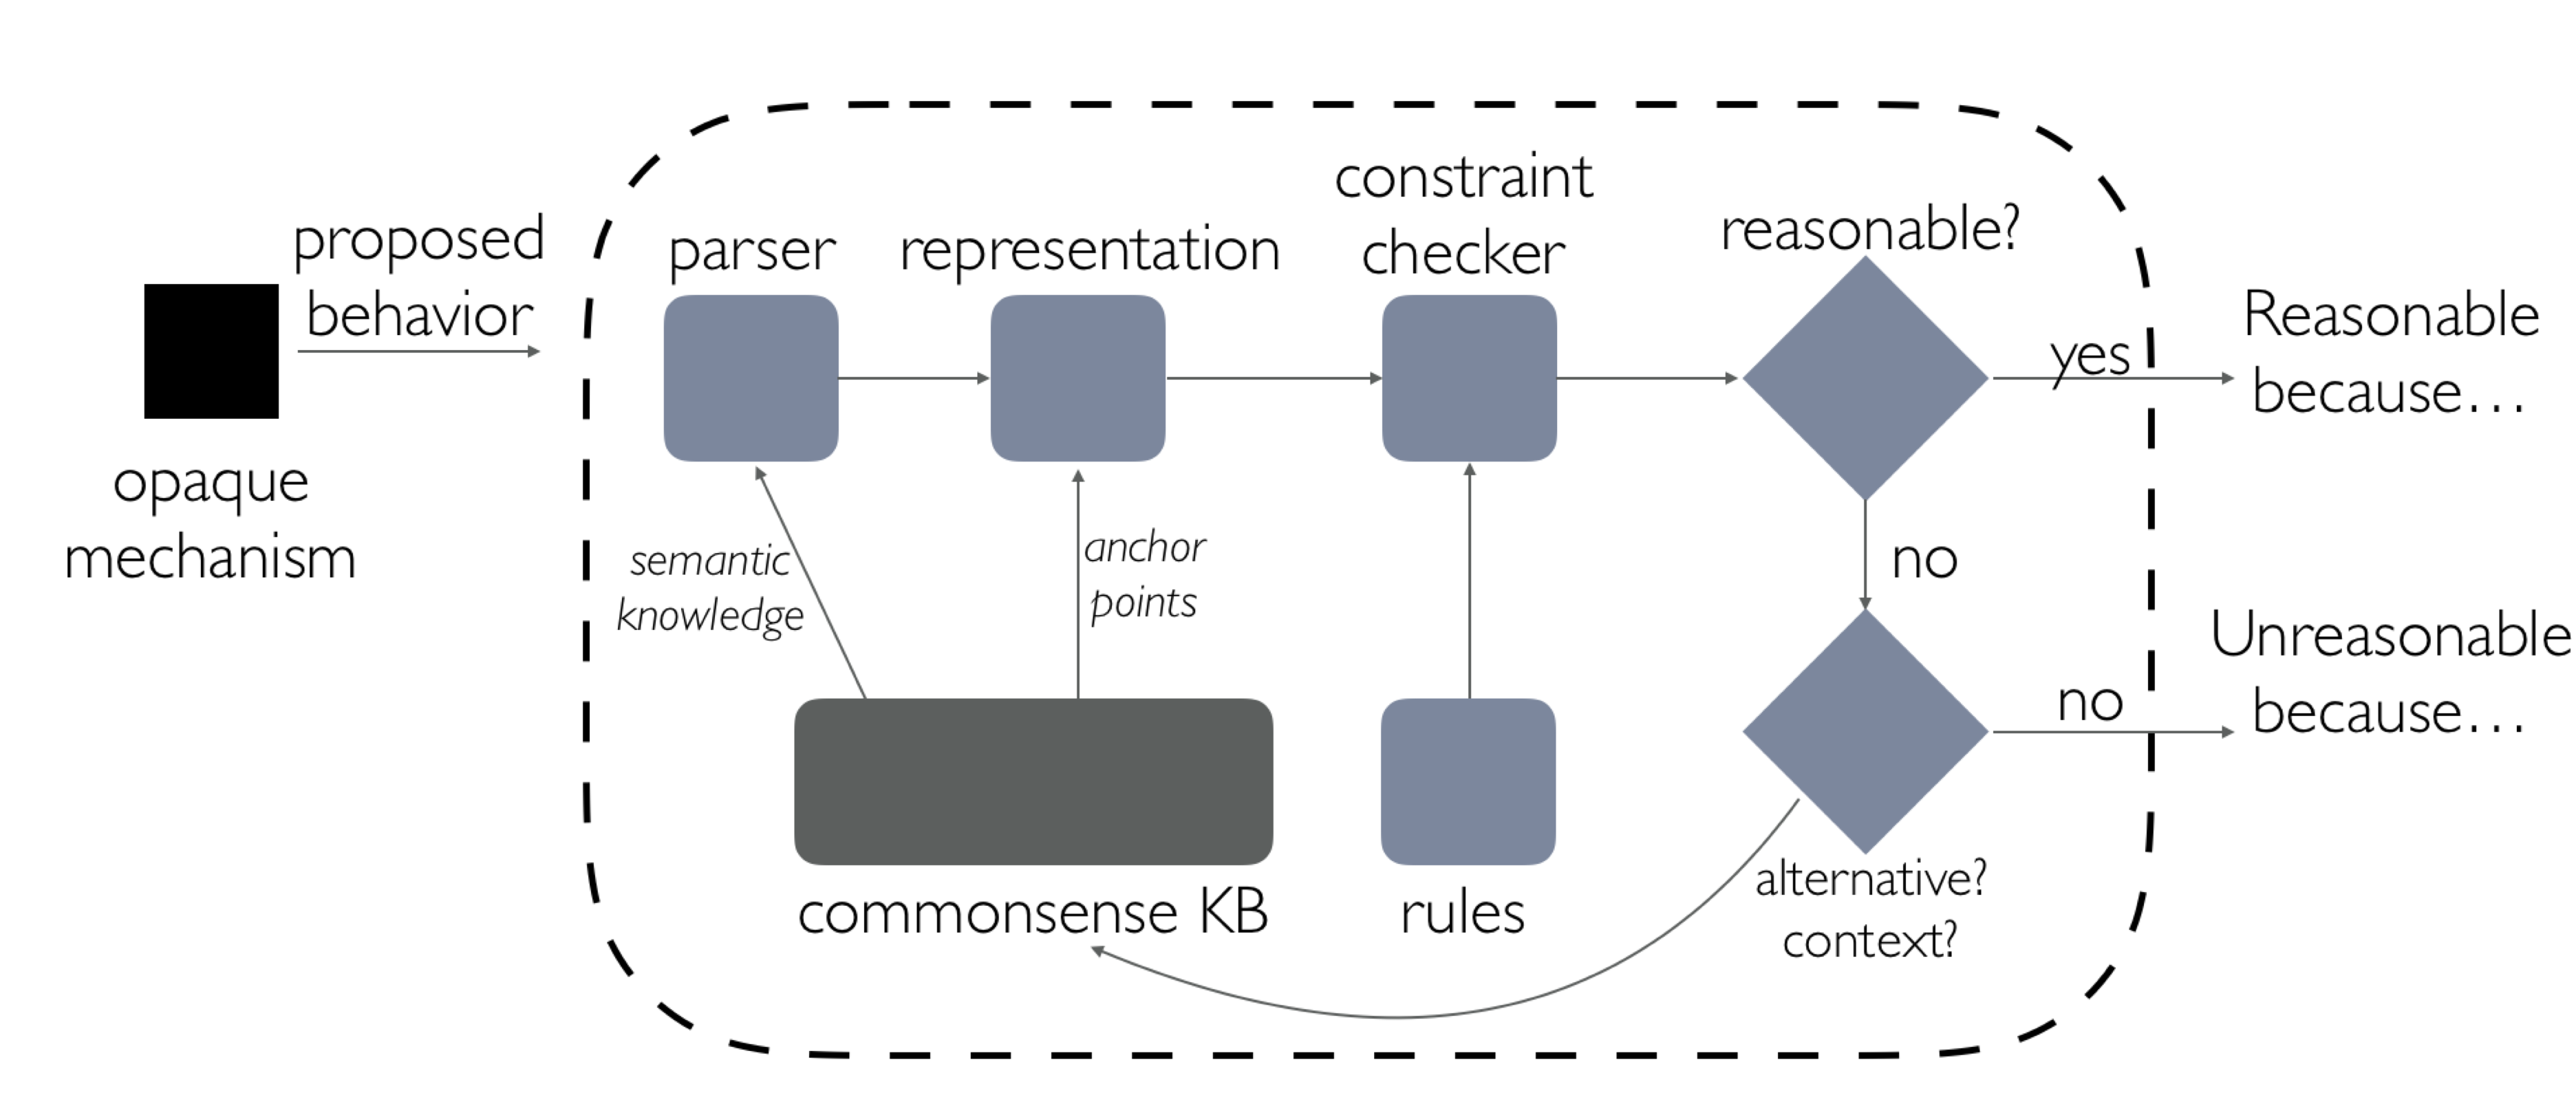 proposed
behavior
opaque
mechanism
parser
representation
constraint
checker
reasonable?
yes
Reasonable
because...
no
semantic
knowledge
anchor
points
commonsense KB
rules
alternative?
context?
no
Unreasonable
because...